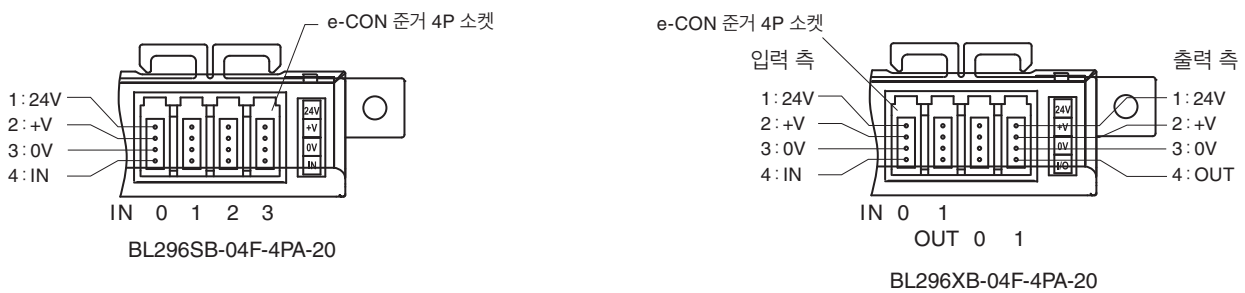 e-CON 준거 4P 소켓
1:24V
2:+V
3:0V
4:IN
24V
+V
0V
IN
IN 0 1 2 3
BL296SB-04F-4PA-20
e-CON 준거 4P 소켓
입력 측
출력 측
1:24V
2:+V
3:0V
4:IN
24V
+V
0V
I/O
1:24V
2:+V
3:0V
4:OUT
IN 0 1
OUT 0 1
BL296XB-04F-4PA-20